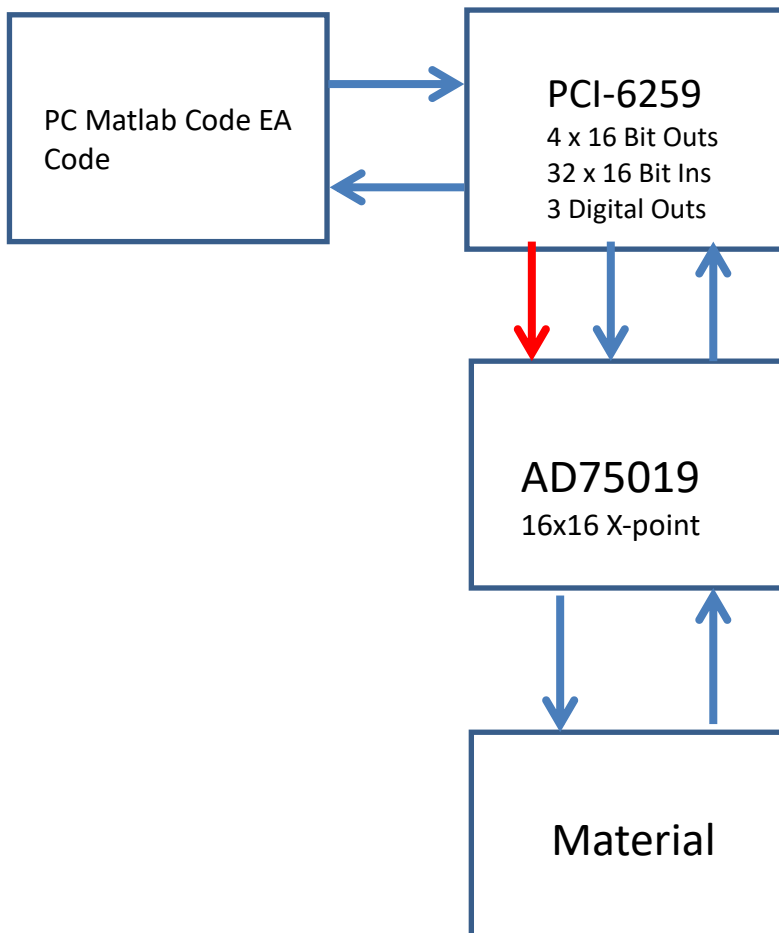 PC Matlab Code EA
Code
PCI-6259
4 x 16 Bit Outs
32 x 16 Bit Ins
3 Digital Outs
AD75019
16x16 X-point
Material